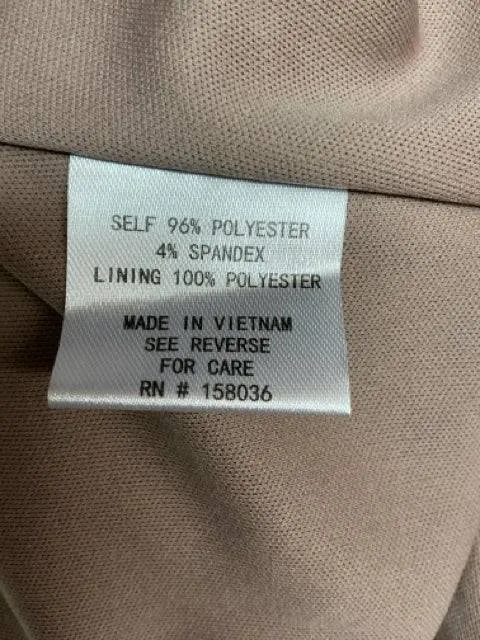 SELF 96% POLYESTER
4% SPANDEX
LINING 100% POLYESTER
MADE IN VIETNAM
SEE REVERSE
FOR CARE
RN # 158036